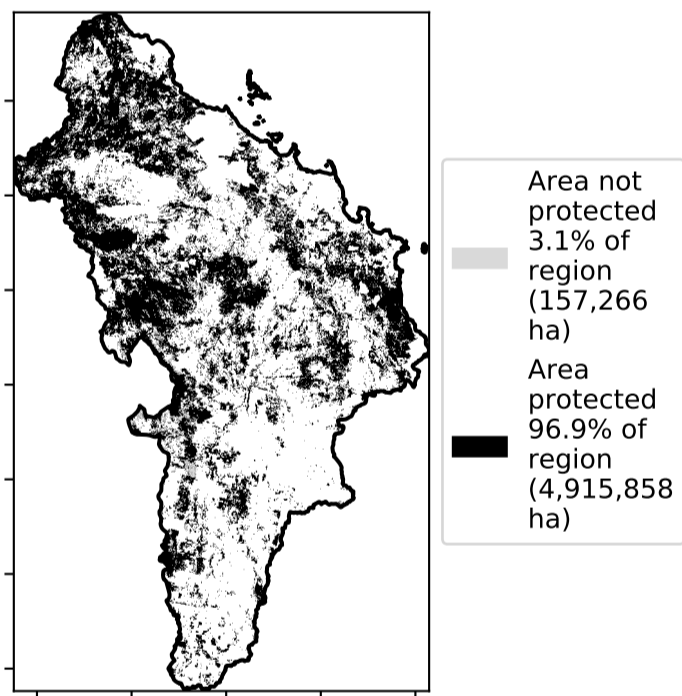 Area not
protected
3.1% of
region
(157,266
ha)
Area
protected
96.9% of
region
(4,915,858
ha)